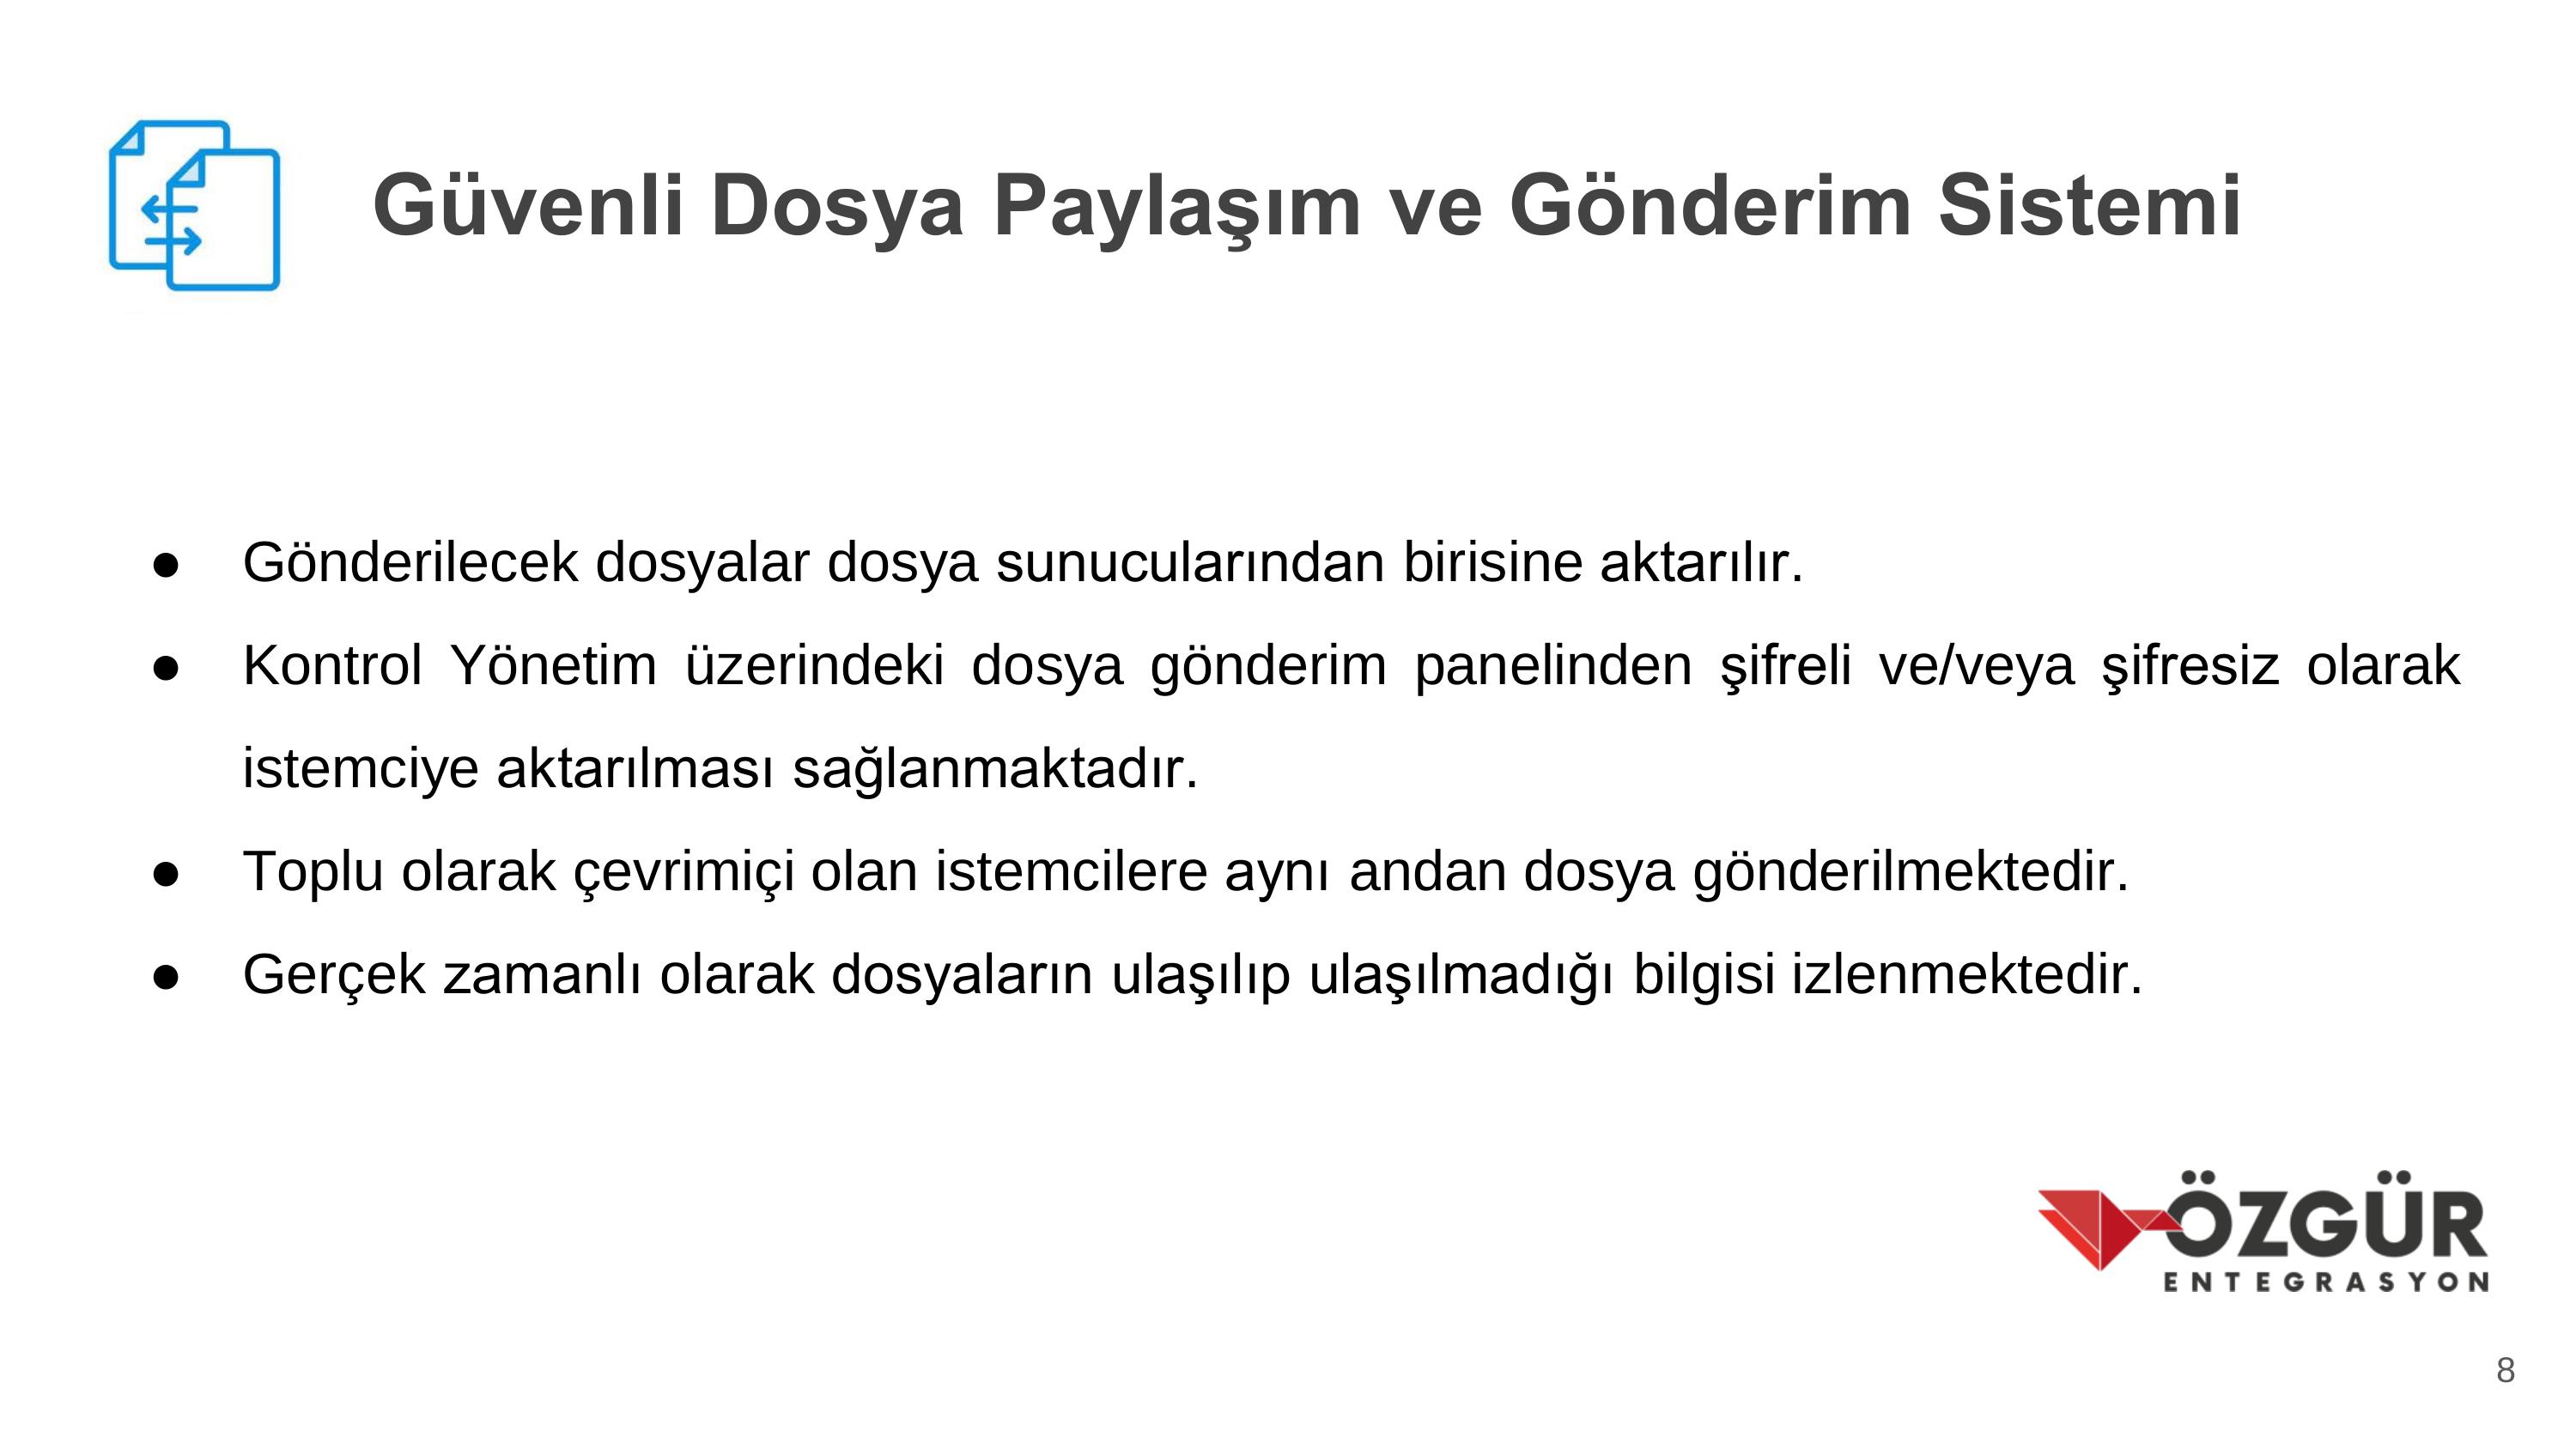 Güvenli Dosya Paylaşım ve Gönderim Sistemi
● Gönderilecek dosyalar dosya sunucularından birisine aktarılır.
● Kontrol Yönetim üzerindeki dosya gönderim panelinden şifreli ve/veya şifresiz olarak
istemciye aktarılması sağlanmaktadır.
● Toplu olarak çevrimiçi olan istemcilere aynı andan dosya gönderilmektedir.
● Gerçek zamanlı olarak dosyaların ulaşılıp ulaşılmadığı bilgisi izlenmektedir.
ÖZGÜR
ENTEGRASYON
8